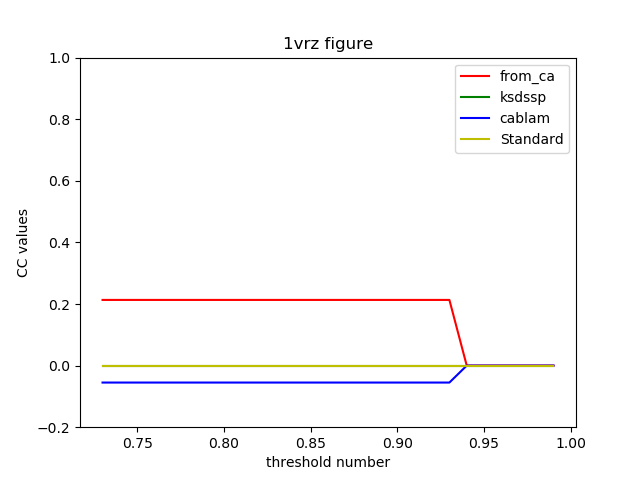 1vrz figure
1.0
0.8
0.6
0.4
0.2
0.0
−0.2
CC values
0.75
0.80
0.85
0.90
0.95
1.00
threshold number
from_ca
ksdssp
cablam
Standard